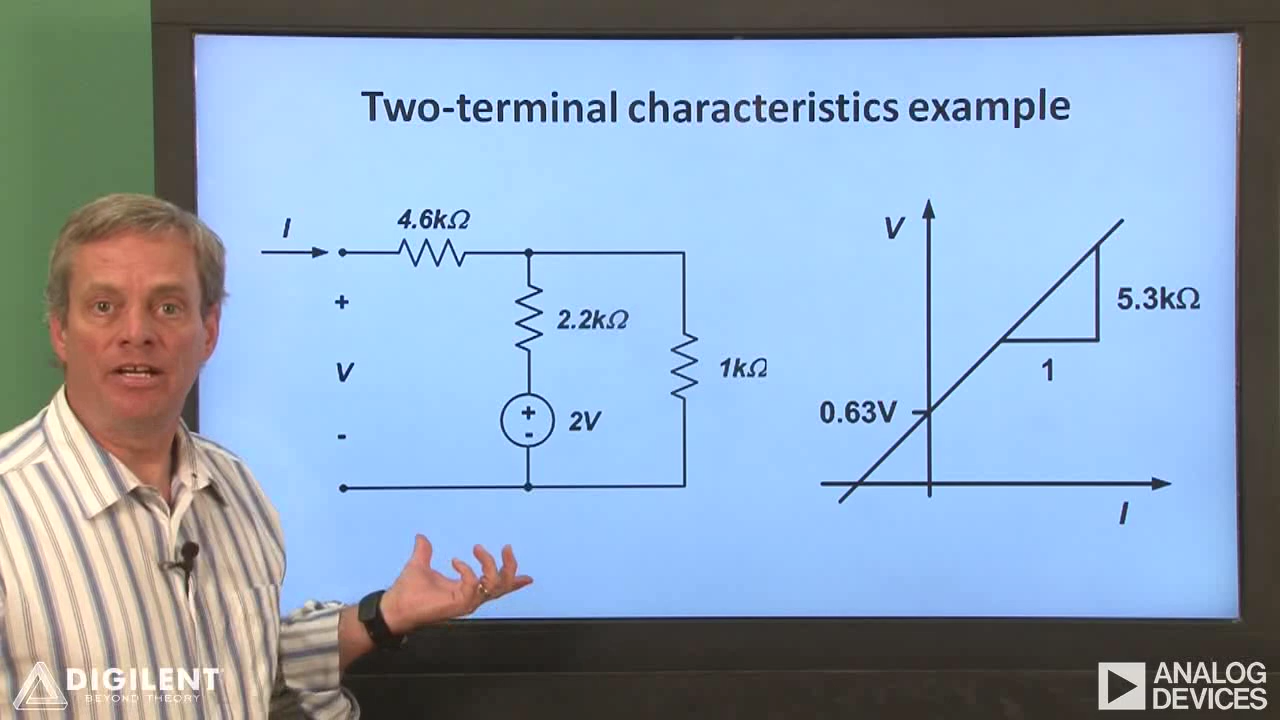 Two-terminal characteristics example
I
4.6kΩ
+
V
-
2.2kΩ
+
-
2V
1kΩ
V
5.3kΩ
1
0.63V
I
DIGILENT
BEYOND THEORY
ANALOG
DEVICES